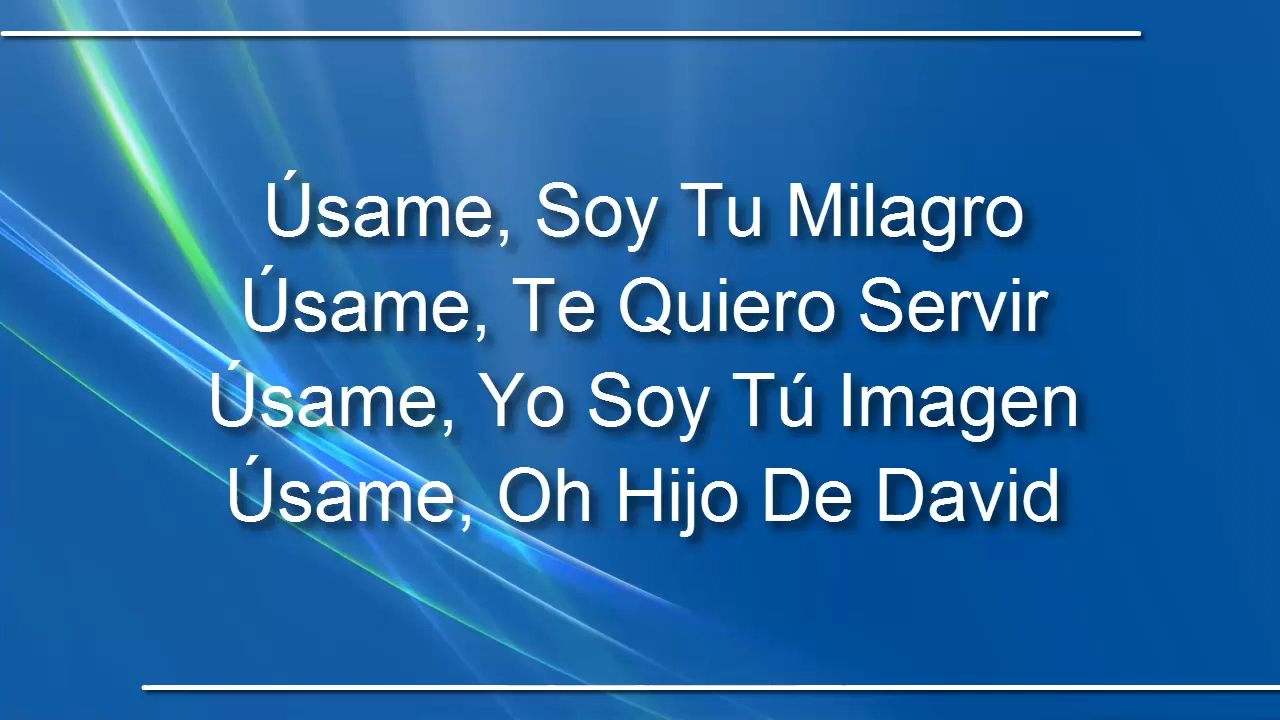 Úsame, Soy Tu Milagro
Úsame, Te Quiero Servir
Úsame, Yo Soy Tú Imagen
Úsame, Oh Hijo De David